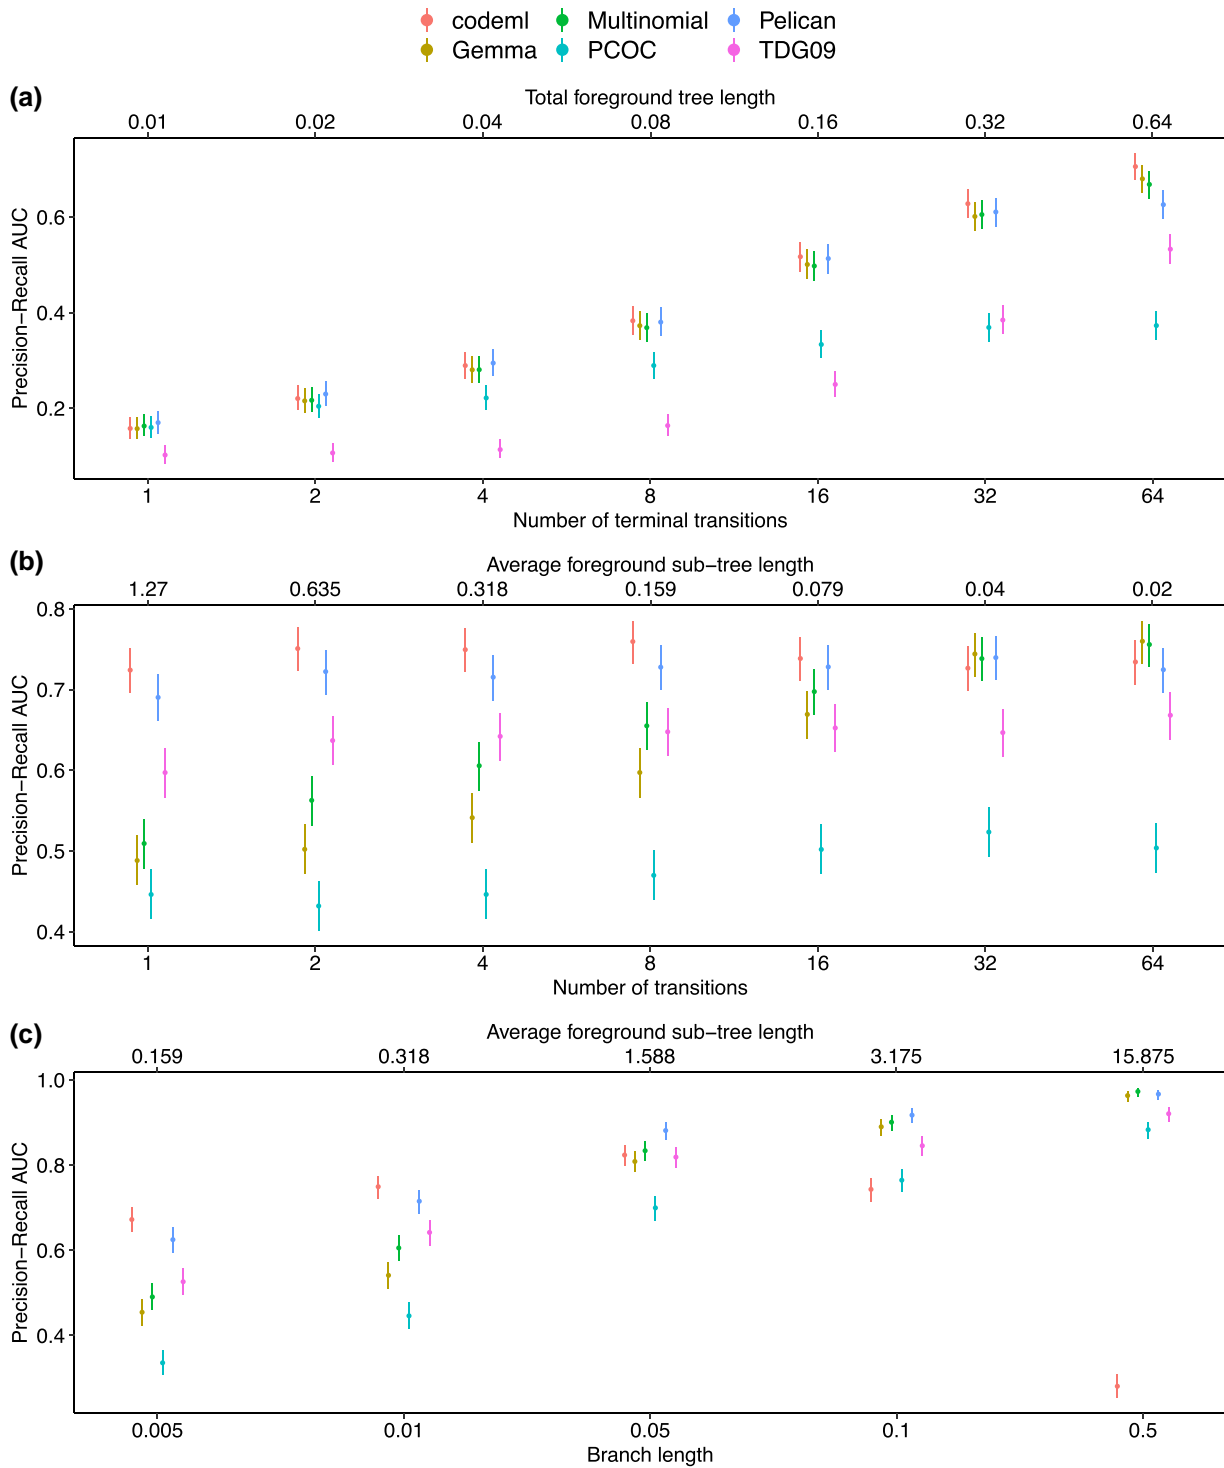 codeml Multinomial Pelican
Gemma PCOC TDG09
(a)
Total foreground tree length
0.01 0.02 0.04 0.08 0.16 0.32 0.64
Precision−Recall AUC
0.6
0.4
0.2
1 2 4 8 16 32 64
Number of terminal transitions
(b)
Average foreground sub−tree length
1.27 0.635 0.318 0.159 0.079 0.04 0.02
Precision−Recall AUC
0.8
0.7
0.6
0.5
0.4
1 2 4 8 16 32 64
Number of transitions
(c)
Average foreground sub−tree length
0.159 0.318 1.588 3.175 15.875
Precision−Recall AUC
1.0
0.8
0.6
0.4
0.005 0.01 0.05 0.1 0.5
Branch length